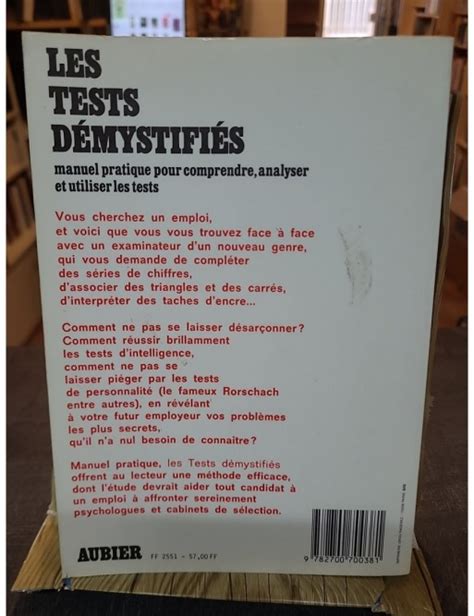 LES
TESTS
DÉMYSTIFIÉS
manuel pratique pour comprendre, analyser
et utiliser les tests
Vous cherchez un emploi,
et voici que vous vous trouvez face à face
avec un examinateur d'un nouveau genre,
qui vous demande de compléter
des séries de chiffres,
d'associer des triangles et des carrés,
d'interpréter des taches d'encre...
Comment ne pas se laisser désarçonner?
Comment réussir brillamment
les tests d'intelligence,
comment ne pas se
laisser piéger par les tests
de personnalité (le fameux Rorschach
entre autres), en révélant
à votre futur employeur vos problèmes
les plus secrets,
qu'il n'a nul besoin de connaitre?
Manuel pratique, les Tests démystifiés
offrent au lecteur une méthode efficace,
dont l'étude devrait aider tout candidat à
un emploi à affronter sereinement
psychologues et cabinets de sélection.
AUBIER FF 2551 - 57,00 FF
9 782700 700381